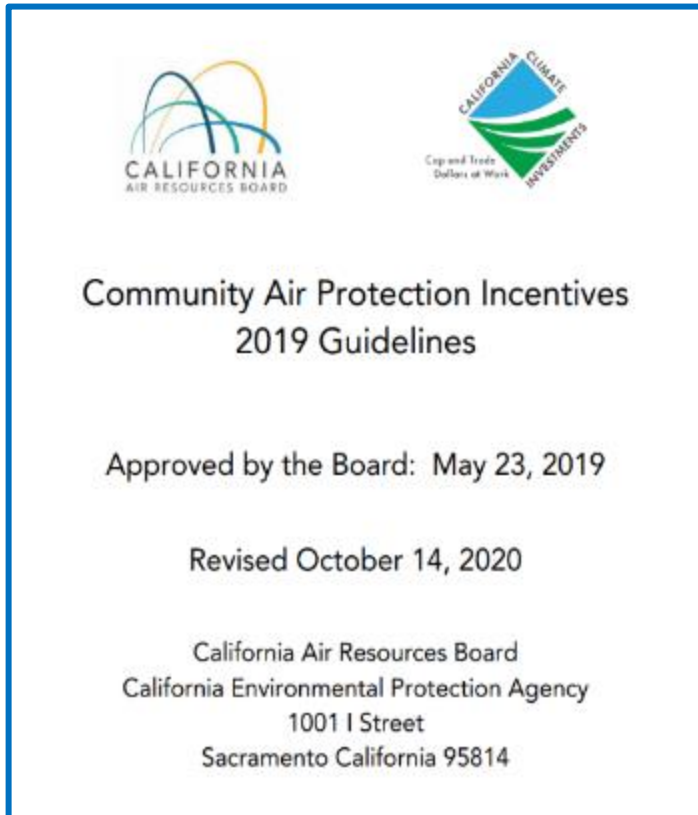 CALIFORNIA
AIR RESOURCES BOARD
CALIFORNIA CLIMATE
INVESTMENTS
Cap and Trade
Dollars at Work
Community Air Protection Incentives
2019 Guidelines
Approved by the Board: May 23, 2019
Revised October 14, 2020
California Air Resources Board
California Environmental Protection Agency
1001 I Street
Sacramento California 95814